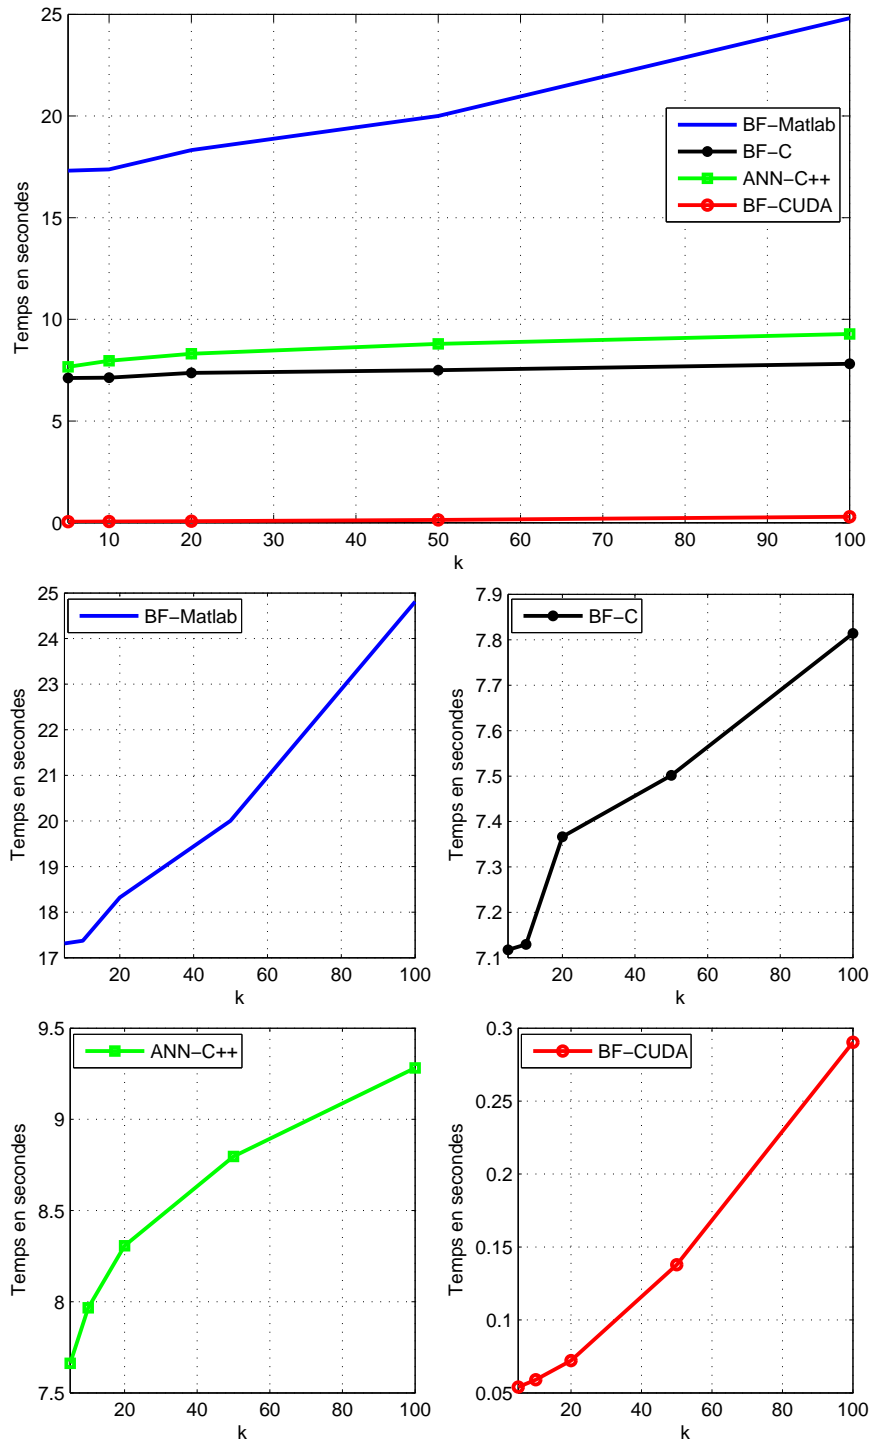 25
20
15
10
5
0
Temps en secondes
BF-Matlab
BF-C
ANN-C++
BF-CUDA
10 20 30 40 50 60 70 80 90 100
k
25
24
23
22
21
20
19
18
17
Temps en secondes
BF-Matlab
20 40 60 80 100
k
7.9
7.8
7.7
7.6
7.5
7.4
7.3
7.2
7.1
Temps en secondes
BF-C
20 40 60 80 100
k
9.5
9
8.5
8
7.5
Temps en secondes
ANN-C++
20 40 60 80 100
k
0.3
0.25
0.2
0.15
0.1
0.05
Temps en secondes
BF-CUDA
20 40 60 80 100
k